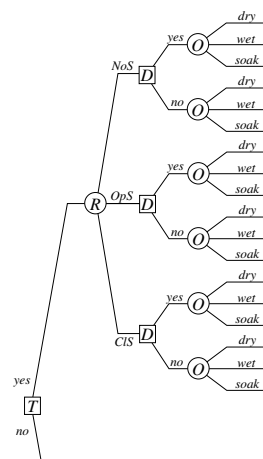 dry
yes O wet
soak
NoS D
dry
no O wet
soak
dry
yes O wet
soak
R OpS D
dry
no O wet
soak
dry
yes O wet
soak
ClS D
dry
no O wet
soak
yes
T
no